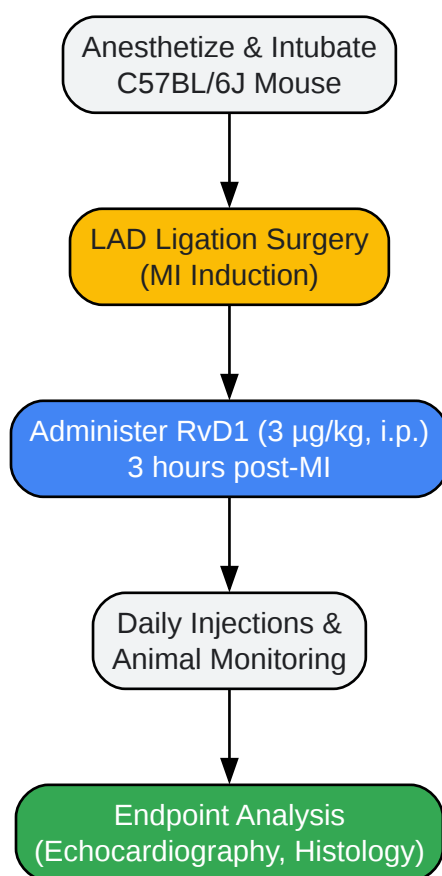 Anesthetize & Intubate
C57BL/6J Mouse
LAD Ligation Surgery
(MI Induction)
Administer RvD1 (3 µg/kg, i.p.)
3 hours post-MI
Daily Injections &
Animal Monitoring
Endpoint Analysis
(Echocardiography, Histology)